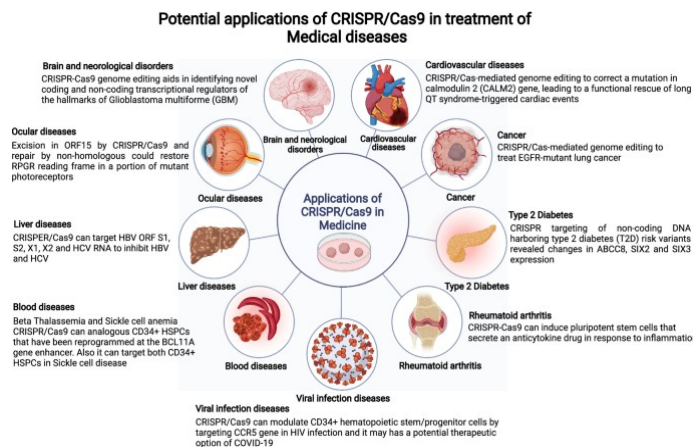 Potential applications of CRISPR/Cas9 in treatment of
Medical diseases
Brain and neorological disorders
CRISPR-Cas9 genome editing aids in identifying novel
coding and non-coding transcriptional regulators of
the hallmarks of Glioblastoma multiforme (GBM)
Brain and neorological
disorders
Cardiovascular diseases
CRISPR/Cas-mediated genome editing to correct a mutation in
calmodulin 2 (CALM2) gene, leading to a functional rescue of long
QT syndrome-triggered cardiac events
Cardiovascular
diseases
Ocular diseases
Excision in ORF15 by CRISPR/Cas9 and
repair by non-homologous could restore
RPGR reading frame in a portion of mutant
photoreceptors
Ocular diseases
Cancer
CRISPR/Cas-mediated genome editing to
treat EGFR-mutant lung cancer
Cancer
Applications of
CRISPR/Cas9 in
Medicine
Liver diseases
CRISPER/Cas9 can target HBV ORF S1,
S2, X1, X2 and HCV RNA to inhibit HBV
and HCV
Liver diseases
Type 2 Diabetes
CRISPR targeting of non-coding DNA
harboring type 2 diabetes (T2D) risk variants
revealed changes in ABCC8, SIX2 and SIX3
expression
Type 2 Diabetes
Blood diseases
Beta Thalassemia and Sickle cell anemia
CRISPR/Cas9 can analogous CD34+ HSPCs
that have been reprogrammed at the BCL11A
gene enhancer. Also it can target both CD34+
HSPCs in Sickle cell disease
Blood diseases
Rheumatoid arthritis
CRISPR-Cas9 can induce pluripotent stem cells that
secrete an anticytokine drug in response to inflammatio
Rheumatoid arthritis
Viral infection diseases
Viral infection diseases
CRISPR/Cas9 can modulate CD34+ hematopoietic stem/progenitor cells by
targeting CCR5 gene in HIV infection and it may has a potential therapeutic
option of COVID-19